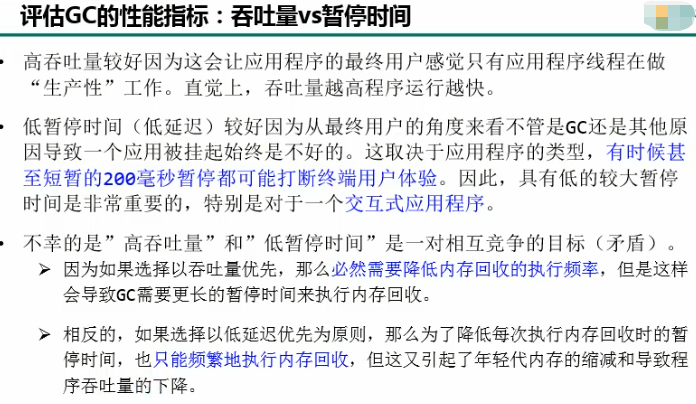 评估GC的性能指标：吞吐量vs暂停时间
• 高吞吐量较好因为这会让应用程序的最终用户感觉只有应用程序线程在做
“生产性”工作。直觉上，吞吐量越高程序运行越快。
• 低暂停时间（低延迟）较好因为从最终用户的角度来看不管是GC还是其他原
因导致一个应用被挂起始终是不好的。这取决于应用程序的类型，有时候甚
至短暂的200毫秒暂停都可能打断终端用户体验。因此，具有低的较大暂停
时间是非常重要的，特别是对于一个交互式应用程序。
• 不幸的是”高吞吐量”和”低暂停时间”是一对相互竞争的目标（矛盾）。
➢ 因为如果选择以吞吐量优先，那么必然需要降低内存回收的执行频率，但是这样
会导致GC需要更长的暂停时间来执行内存回收。
➢ 相反的，如果选择以低延迟优先为原则，那么为了降低每次执行内存回收时的暂
停时间，也只能频繁地执行内存回收，但这又引起了年轻代内存的缩减和导致程
序吞吐量的下降。